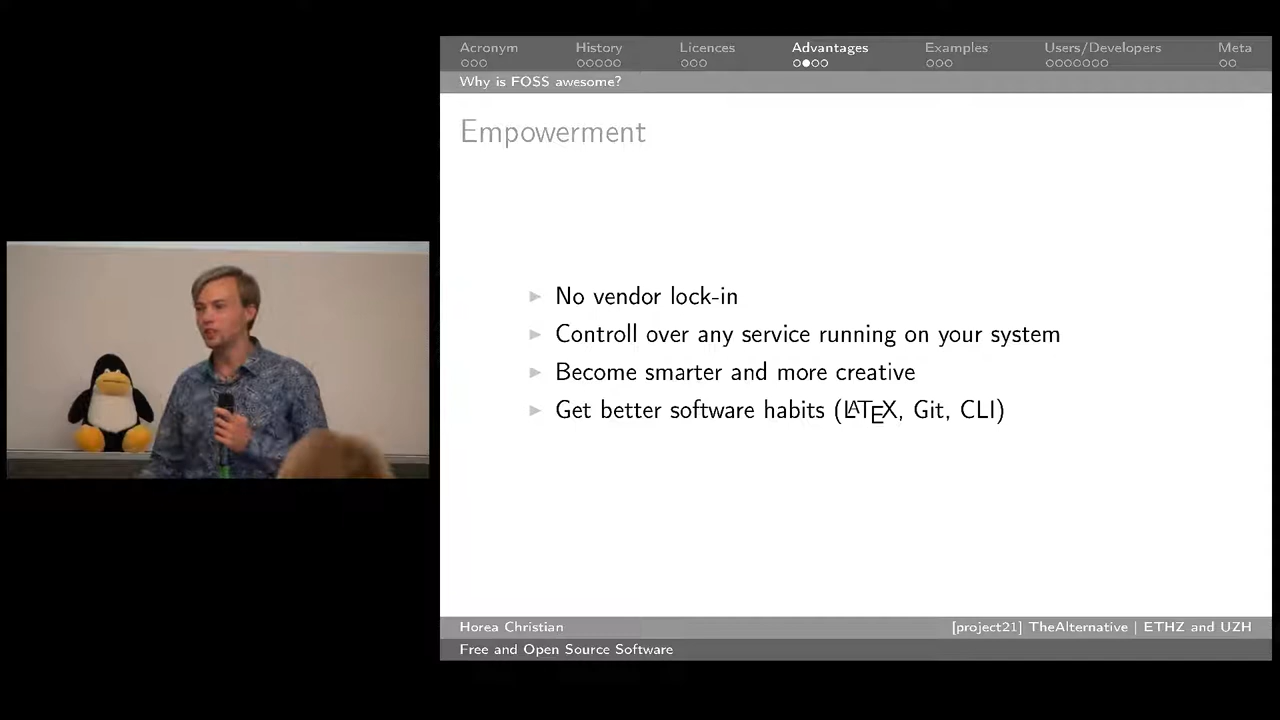 Acronym History Licences Advantages Examples Users/Developers Meta
Why is FOSS awesome?
Empowerment
No vendor lock-in
Controll over any service running on your system
Become smarter and more creative
Get better software habits (LATEX, Git, CLI)
Horea Christian [project21] TheAlternative | ETHZ and UZH
Free and Open Source Software